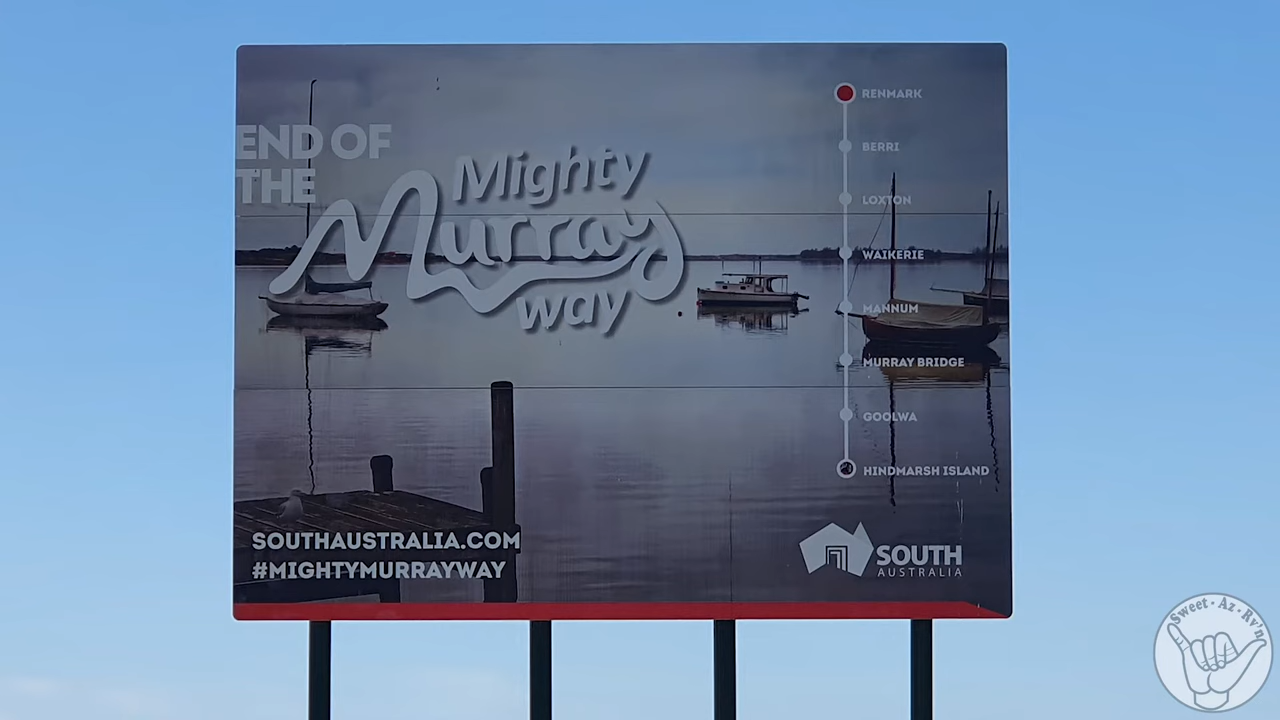 END OF
THE
Mighty
Murray
way
RENMARK
BERRI
LOXTON
WAIKERIE
MANNUM
MURRAY BRIDGE
GOOLWA
HINDMARSH ISLAND
SOUTHAUSTRALIA.COM
#MIGHTYMURRAYWAY
SOUTH
AUSTRALIA
Sweet · Az · Rv'n